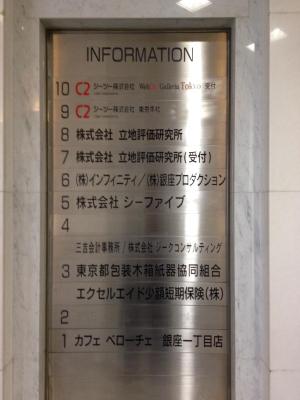 INFORMATION
10 C2 シーツー株式会社 Web Galleria Tokyo 受付
9 C2 シーツー株式会社
8 株式会社 立地評価研究所
7 株式会社 立地評価研究所(受付)
6 (株)インフィニティ/(株)銀座プロダクション
5 株式会社 シーファイブ
4
三吉会計事務所/株式会社 ジークコンサルティング
3 東京都包装木箱紙器協同組合
エクセルエイド少額短期保険(株)
2
1 カフェ ベローチェ 銀座一丁目店